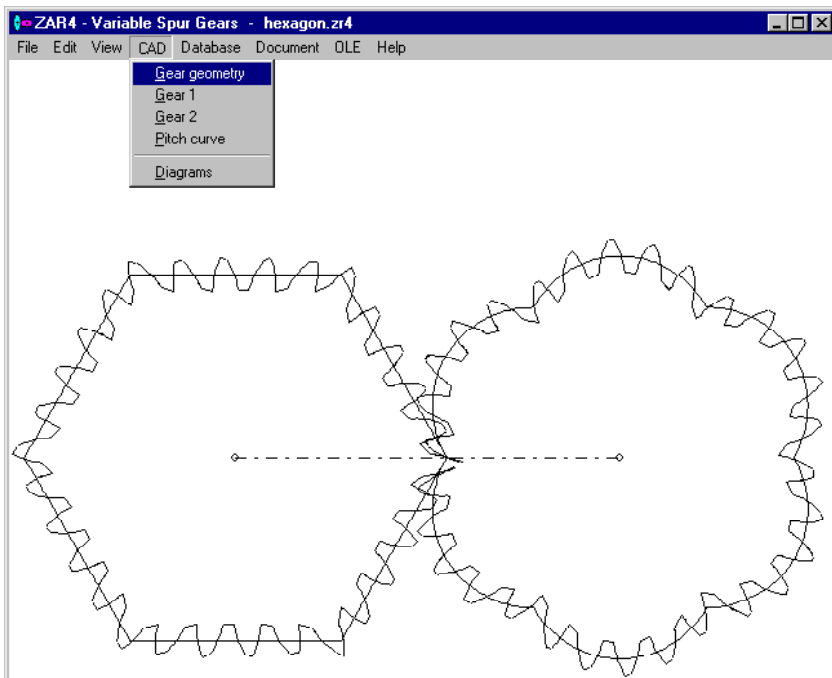 ZAR4 - Variable Spur Gears - hexagon.zr4
File Edit View CAD Database Document OLE Help
Gear geometry
Gear 1
Gear 2
Pitch curve
Diagrams